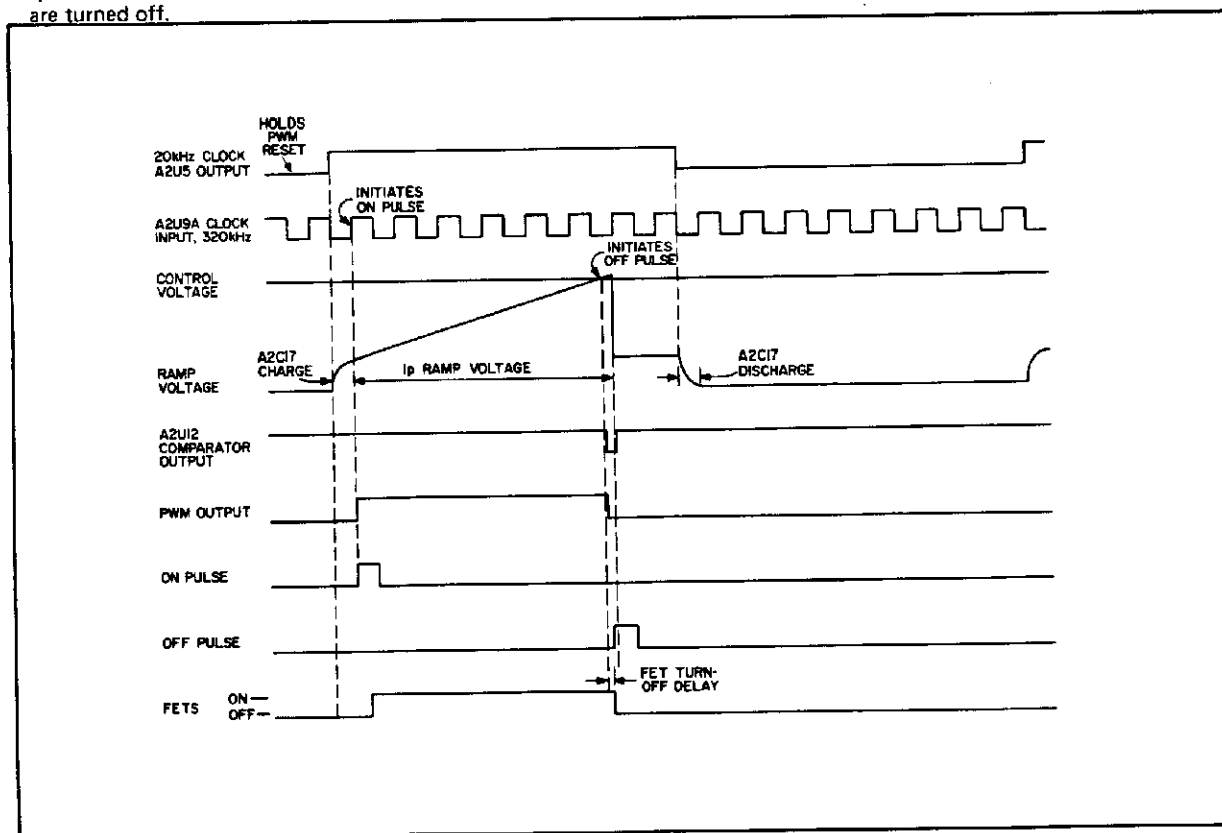 are turned off.
HOLDS
PWM
RESET
20kHz CLOCK
A2U5 OUTPUT
INITIATES
ON PULSE
A2U9A CLOCK
INPUT, 320kHz
INITIATES
OFF PULSE
CONTROL
VOLTAGE
A2C17
CHARGE
Ip RAMP VOLTAGE
A2C17
DISCHARGE
RAMP
VOLTAGE
A2U12
COMPARATOR
OUTPUT
PWM OUTPUT
ON PULSE
OFF PULSE
FET TURN-
OFF DELAY
FETS
ON—
OFF—